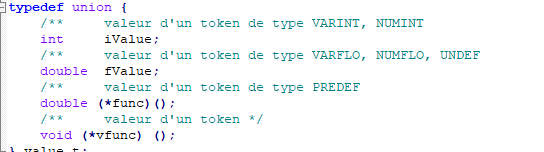 typedef union {
/** valeur d'un token de type VARINT, NUMINT
int iValue;
/** valeur d'un token de type VARFLO, NUMFLO, UNDEF
double fValue;
/** valeur d'un token de type PREDEF
double (*func)();
/** valeur d'un token */
void (*vfunc) ();
} value_t;